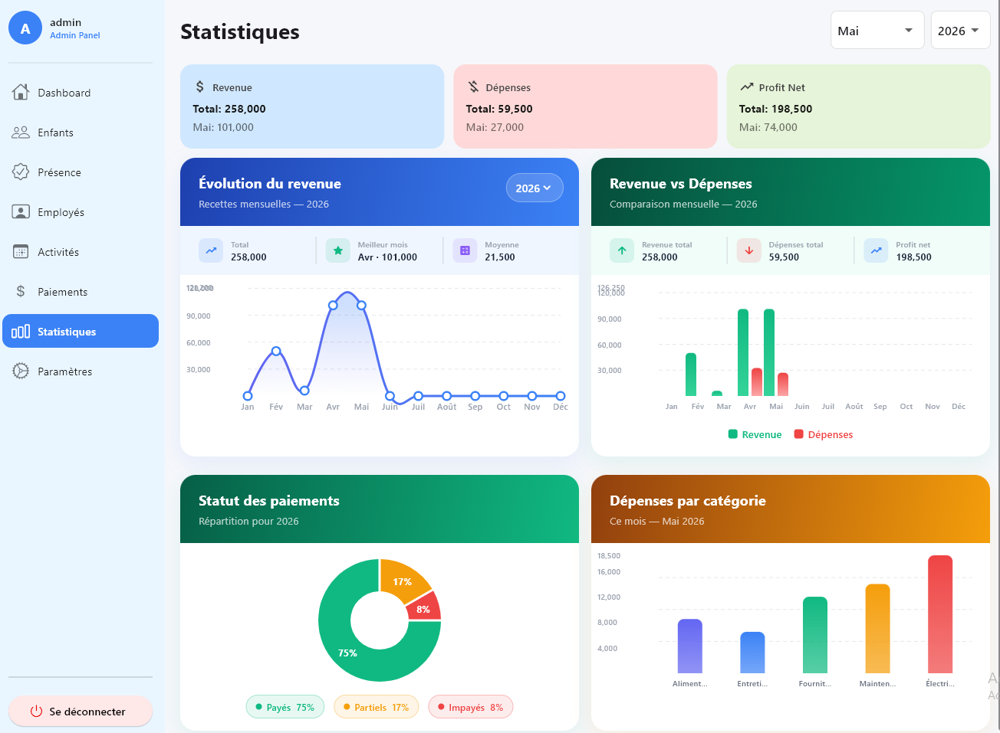 A
admin
Admin Panel
Dashboard
Enfants
Présence
Employés
Activités
$ Paiements
Statistiques
Paramètres
Se déconnecter
Statistiques
Mai
2026
$ Revenue
Total: 258,000
Mai: 101,000
Dépenses
Total: 59,500
Mai: 27,000
Profit Net
Total: 198,500
Mai: 74,000
Évolution du revenue
Recettes mensuelles — 2026
2026
Total
258,000
Meilleur mois
Avr · 101,000
Moyenne
21,500
120,000
90,000
60,000
30,000
Jan Fév Mar Avr Mai Juin Juil Août Sep Oct Nov Déc
Revenue vs Dépenses
Comparaison mensuelle — 2026
Revenue total
258,000
Dépenses total
59,500
Profit net
198,500
126,250
120,000
90,000
60,000
30,000
Jan Fév Mar Avr Mai Juin Juil Août Sep Oct Nov Déc
Revenue Dépenses
Statut des paiements
Répartition pour 2026
17%
8%
75%
Payés 75% Partiels 17% Impayés 8%
Dépenses par catégorie
Ce mois — Mai 2026
18,500
16,000
12,000
8,000
4,000
Aliment... Entreti... Fournit... Mainten... Électri...